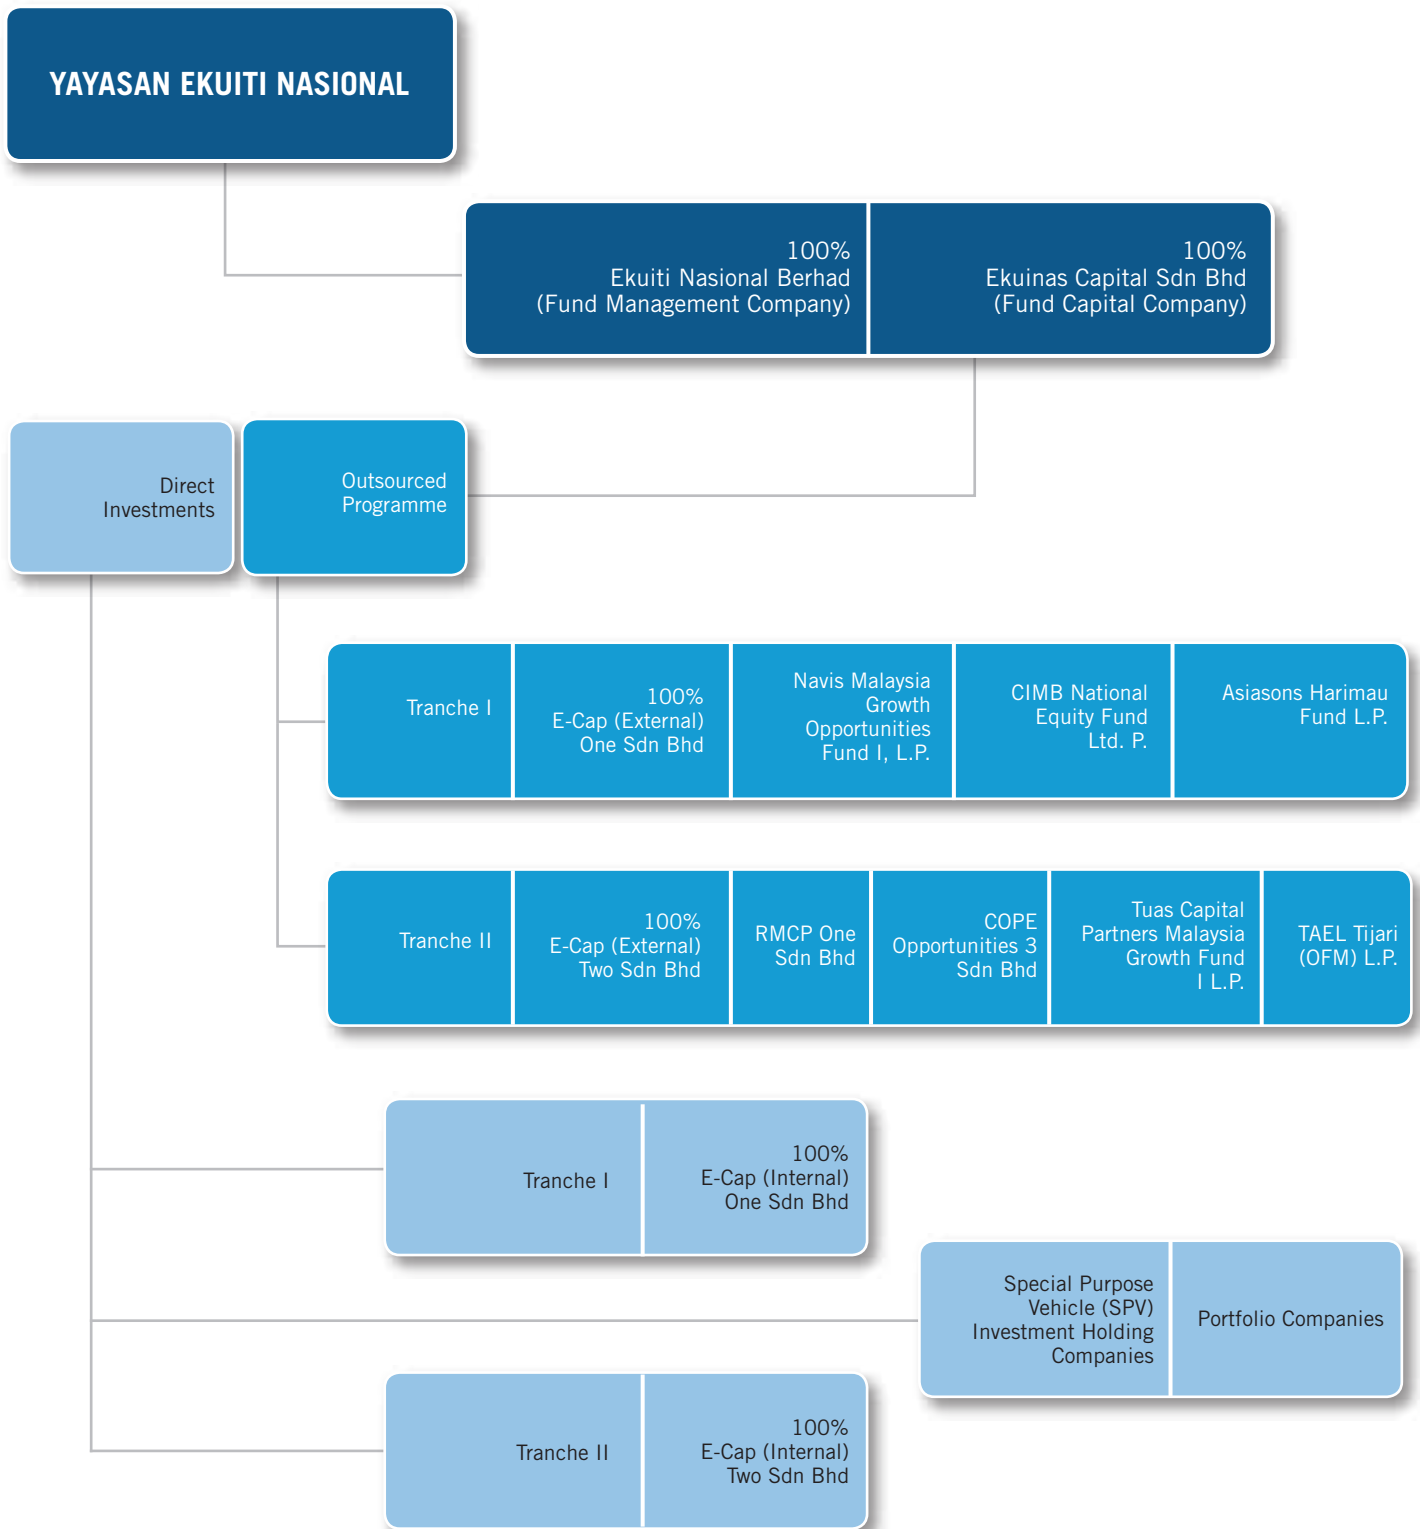 YAYASAN EKUITI NASIONAL
100%
Ekuiti Nasional Berhad
(Fund Management Company)
100%
Ekuinas Capital Sdn Bhd
(Fund Capital Company)
Direct
Investments
Outsourced
Programme
Tranche I
100%
E-Cap (External)
One Sdn Bhd
Navis Malaysia
Growth
Opportunities
Fund I, L.P.
CIMB National
Equity Fund
Ltd. P.
Asiasons Harimau
Fund L.P.
Tranche II
100%
E-Cap (External)
Two Sdn Bhd
RMCP One
Sdn Bhd
COPE
Opportunities 3
Sdn Bhd
Tuas Capital
Partners Malaysia
Growth Fund
I L.P.
TAEL Tijari
(OFM) L.P.
Tranche I
100%
E-Cap (Internal)
One Sdn Bhd
Special Purpose
Vehicle (SPV)
Investment Holding
Companies
Portfolio Companies
Tranche II
100%
E-Cap (Internal)
Two Sdn Bhd